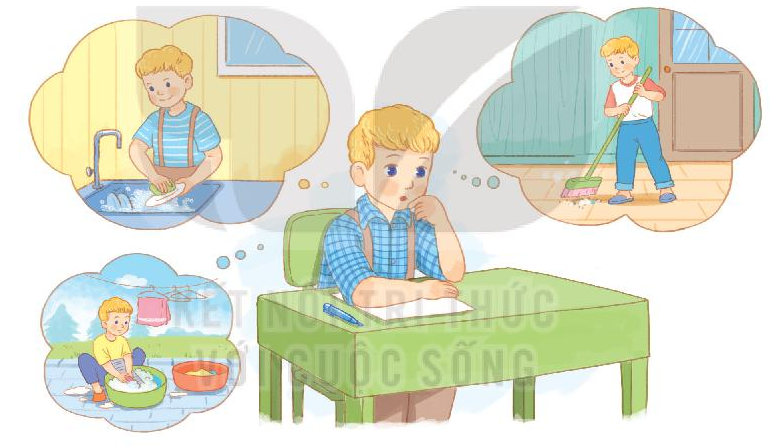 KẾT NỐI TRI THỨC
VỚI CUỘC SỐNG